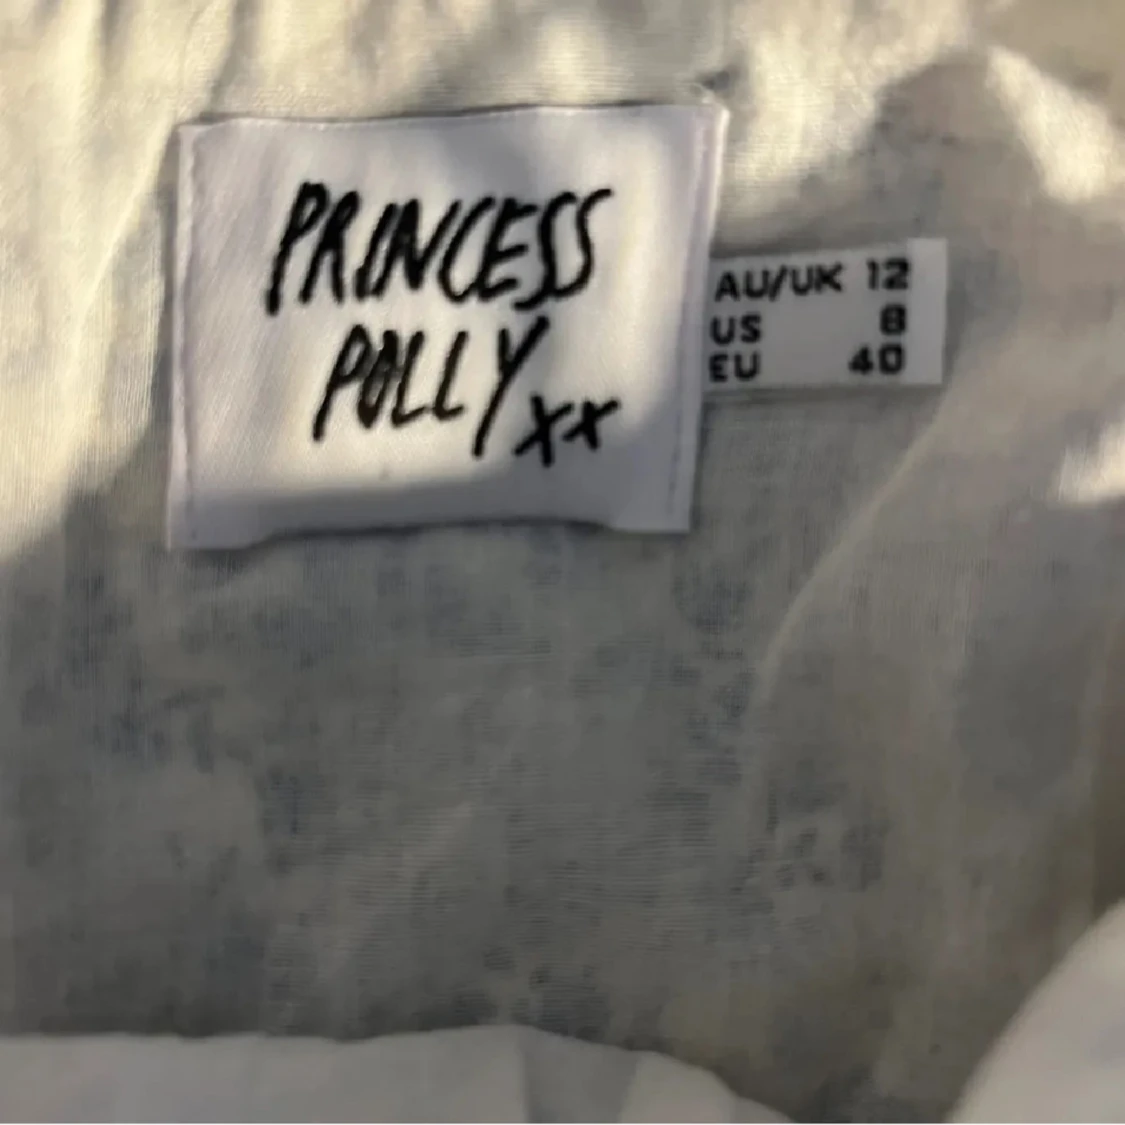 PRINCESS
POLLY xx
AU/UK 12
US 8
EU 40